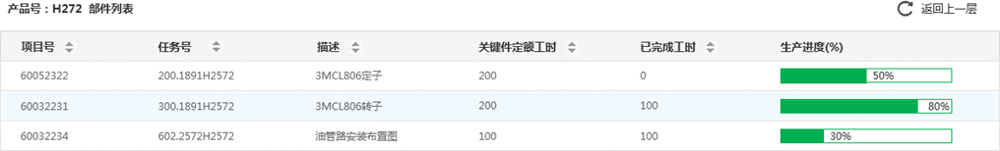 产品号：H272 部件列表 返回上一层
项目号 任务号 描述 关键件定额工时 已完成工时 生产进度(%)
60052322 200.1891H2572 3MCL806定子 200 0 50%
60032231 300.1891H2572 3MCL806转子 200 100 80%
60032234 602.2572H2572 油管路安装布置图 100 100 30%